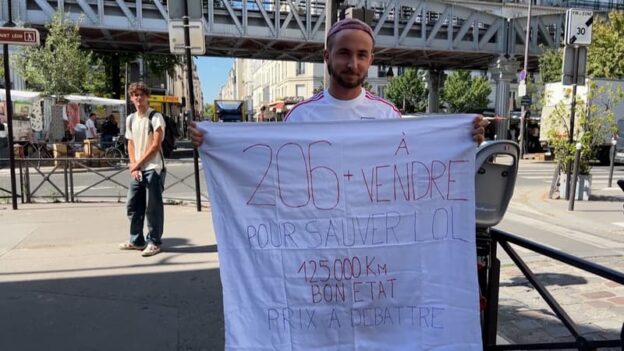 206+ À VENDRE
POUR SAUVER LOL
125.000 KM
BON ETAT
PRIX A DEBATTRE
30